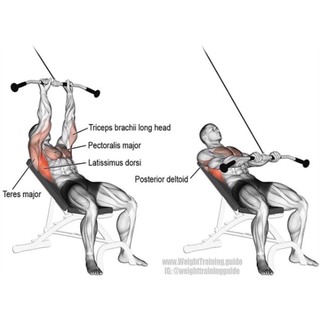 Triceps brachii long head
Pectoralis major
Latissimus dorsi
Teres major
Posterior deltoid
www.WeightTraining.guide
IG: @weighttrainingguide